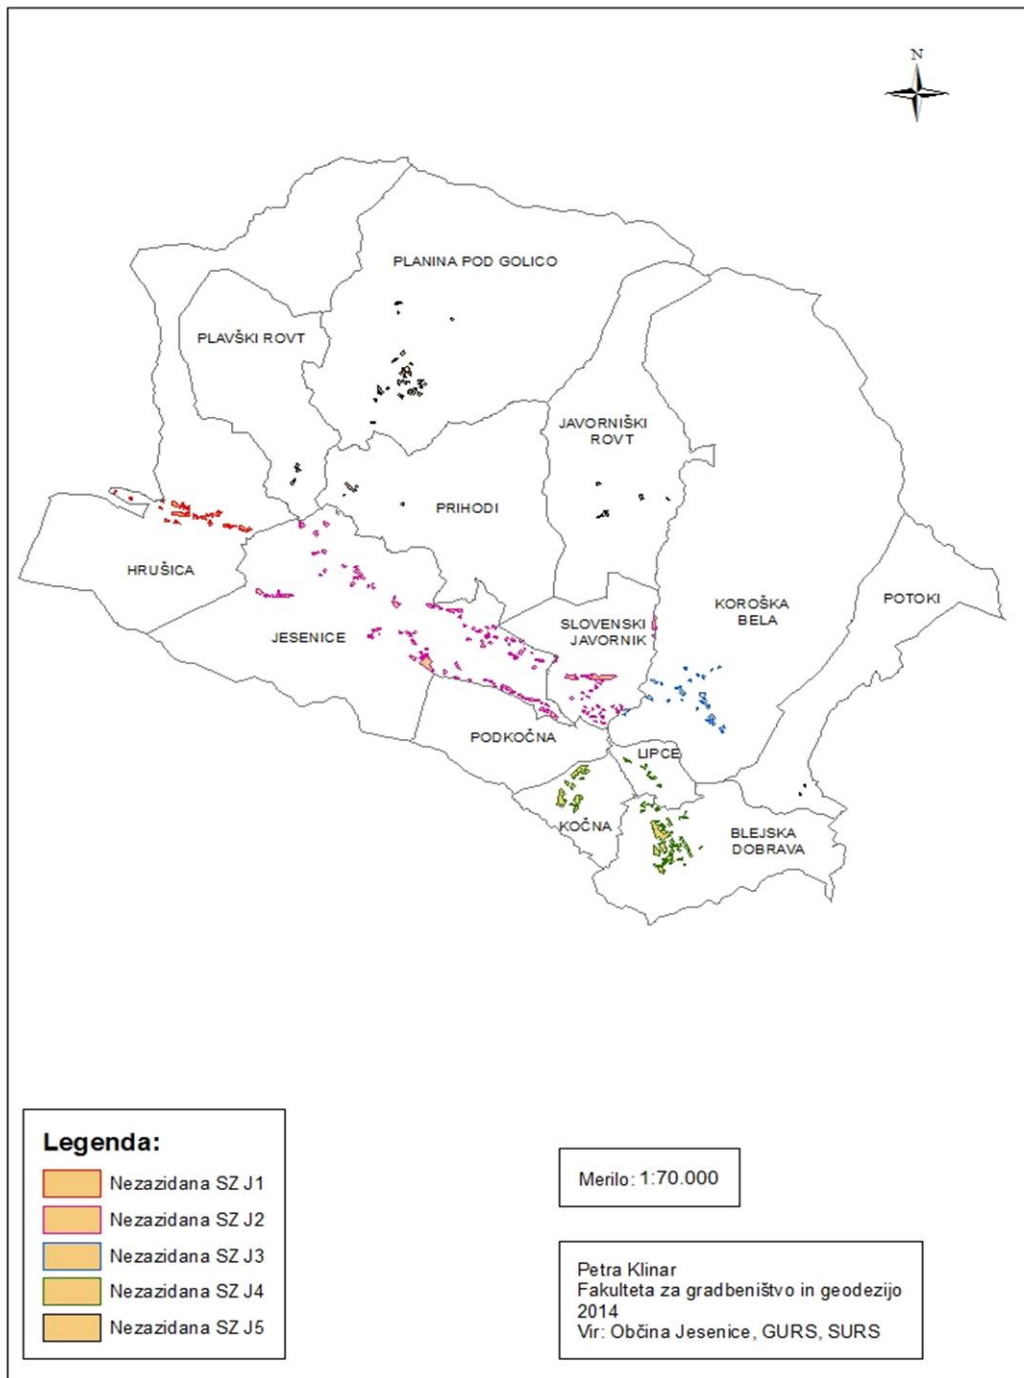 N
PLANINA POD GOLICO
PLAVŠKI ROVT
JAVORNIŠKI
ROVT
PRIHODI
HRUŠICA
JESENICE
SLOVENSKI
JAVORNIK
KOROŠKA
BELA
POTOKI
PODKOČNA
LIPCE
KOČNA
BLEJSKA
DOBRAVA
Legenda:
Nezazidana SZ J1
Nezazidana SZ J2
Nezazidana SZ J3
Nezazidana SZ J4
Nezazidana SZ J5
Merilo: 1:70.000
Petra Klinar
Fakulteta za gradbeništvo in geodezijo
2014
Vir: Občina Jesenice, GURS, SURS